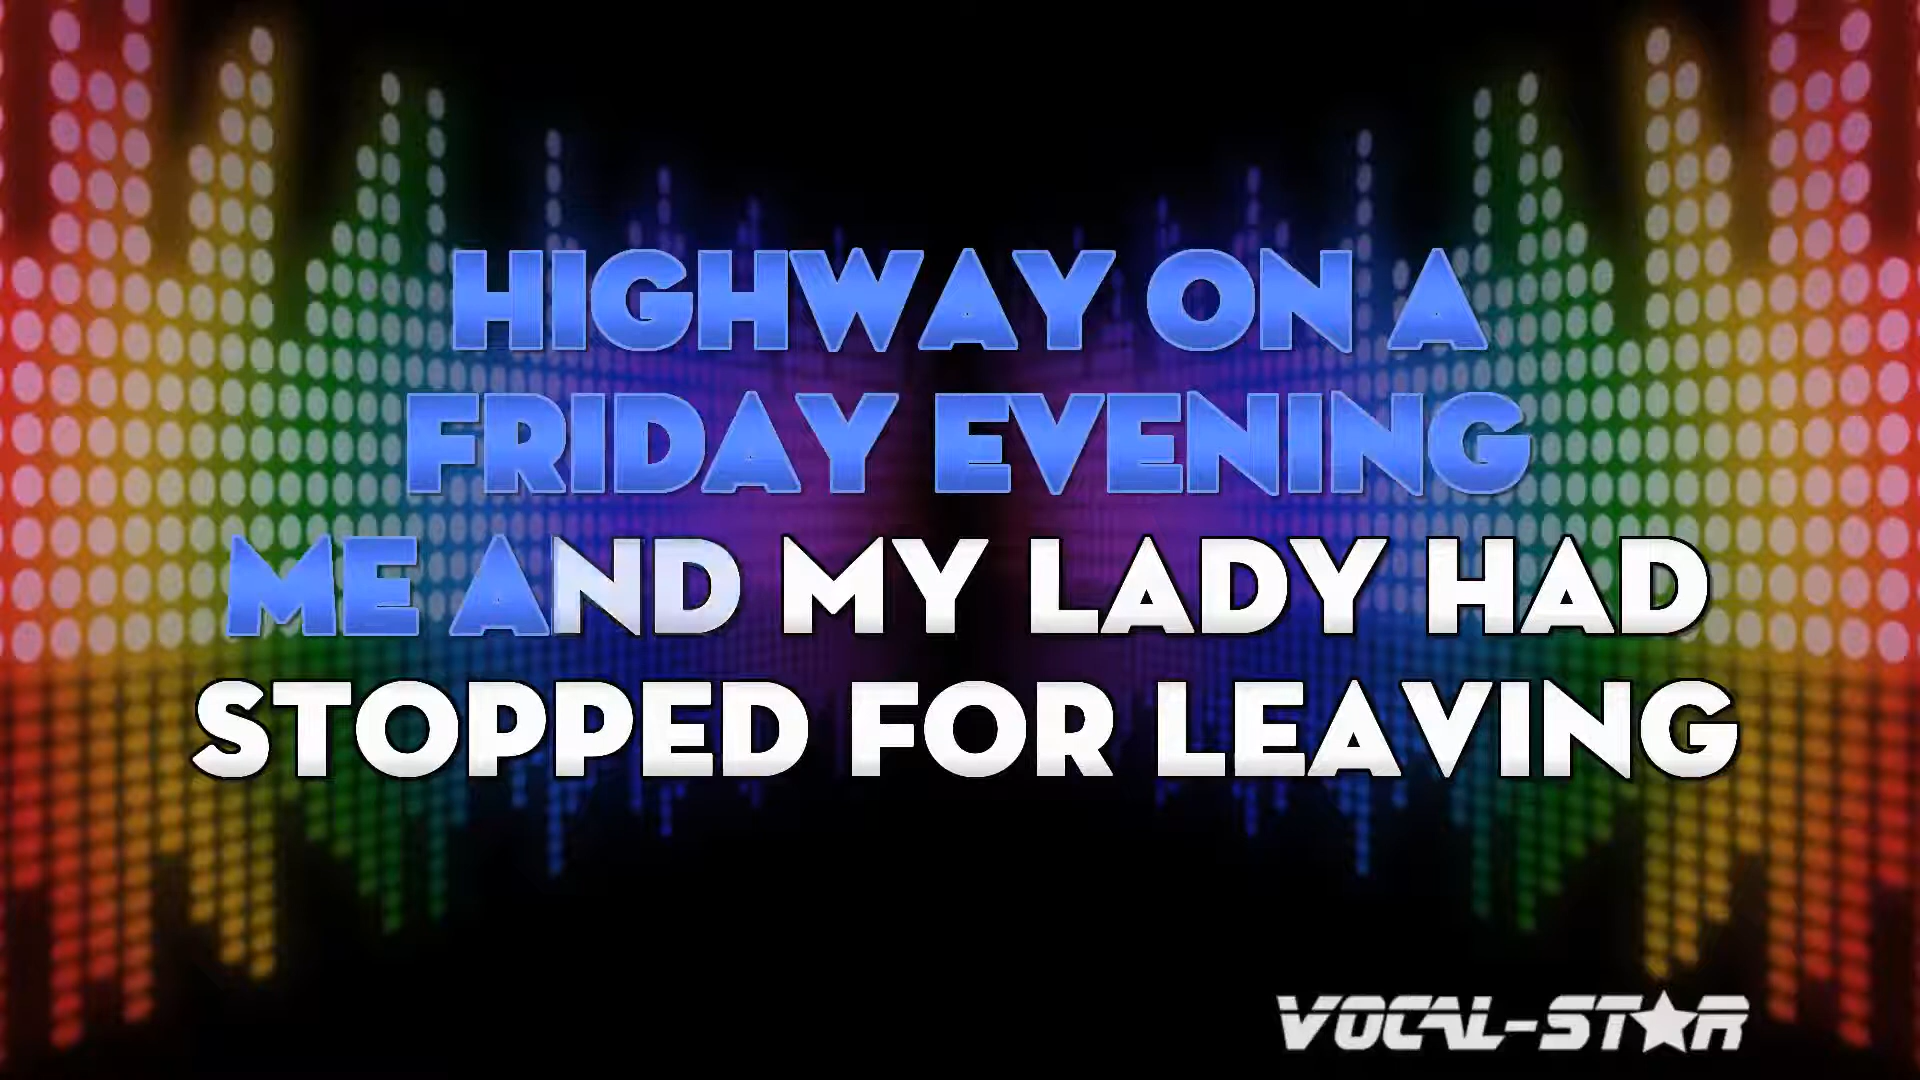 HIGHWAY ON A
FRIDAY EVENING
ME AND MY LADY HAD
STOPPED FOR LEAVING
VOCAL-STAR